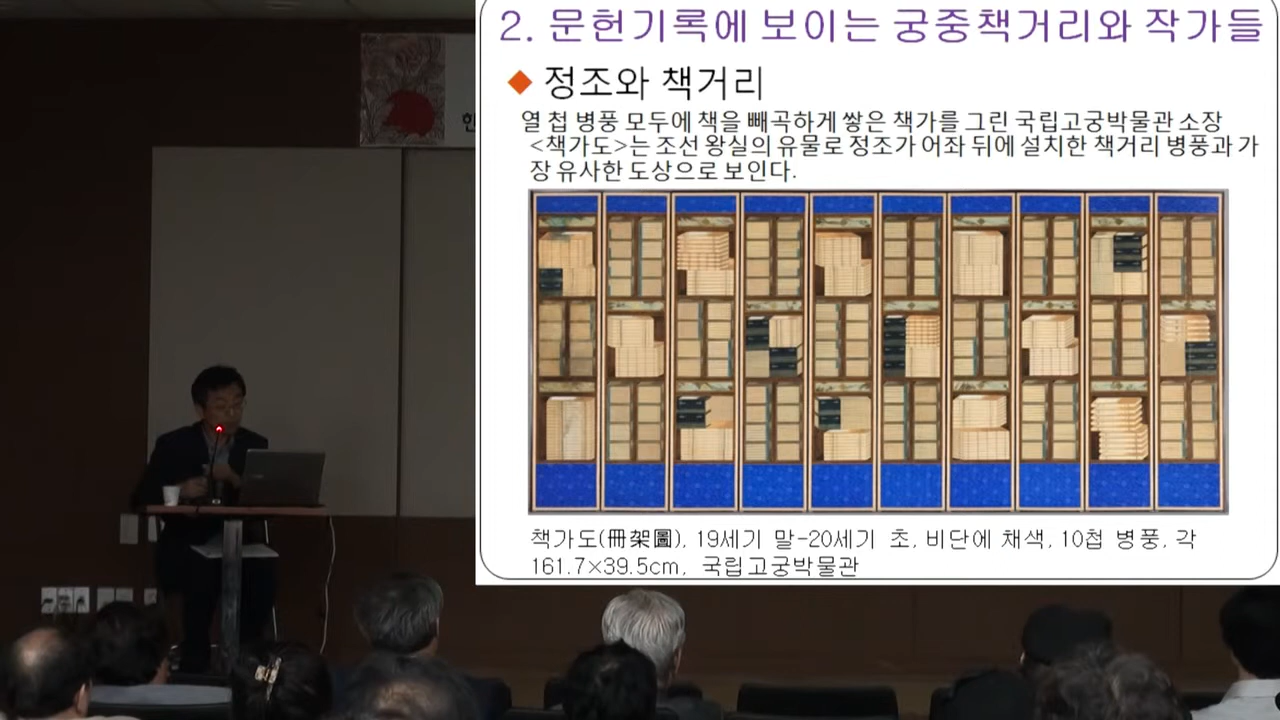 2. 문헌기록에 보이는 궁중책거리와 작가들
◆ 정조와 책거리
열 첩 병풍 모두에 책을 빼곡하게 쌓은 책가를 그린 국립고궁박물관 소장
<책가도>는 조선 왕실의 유물로 정조가 어좌 뒤에 설치한 책거리 병풍과 가
장 유사한 도상으로 보인다.
책가도(冊架圖), 19세기 말-20세기 초, 비단에 채색, 10첩 병풍, 각
161.7×39.5cm, 국립고궁박물관